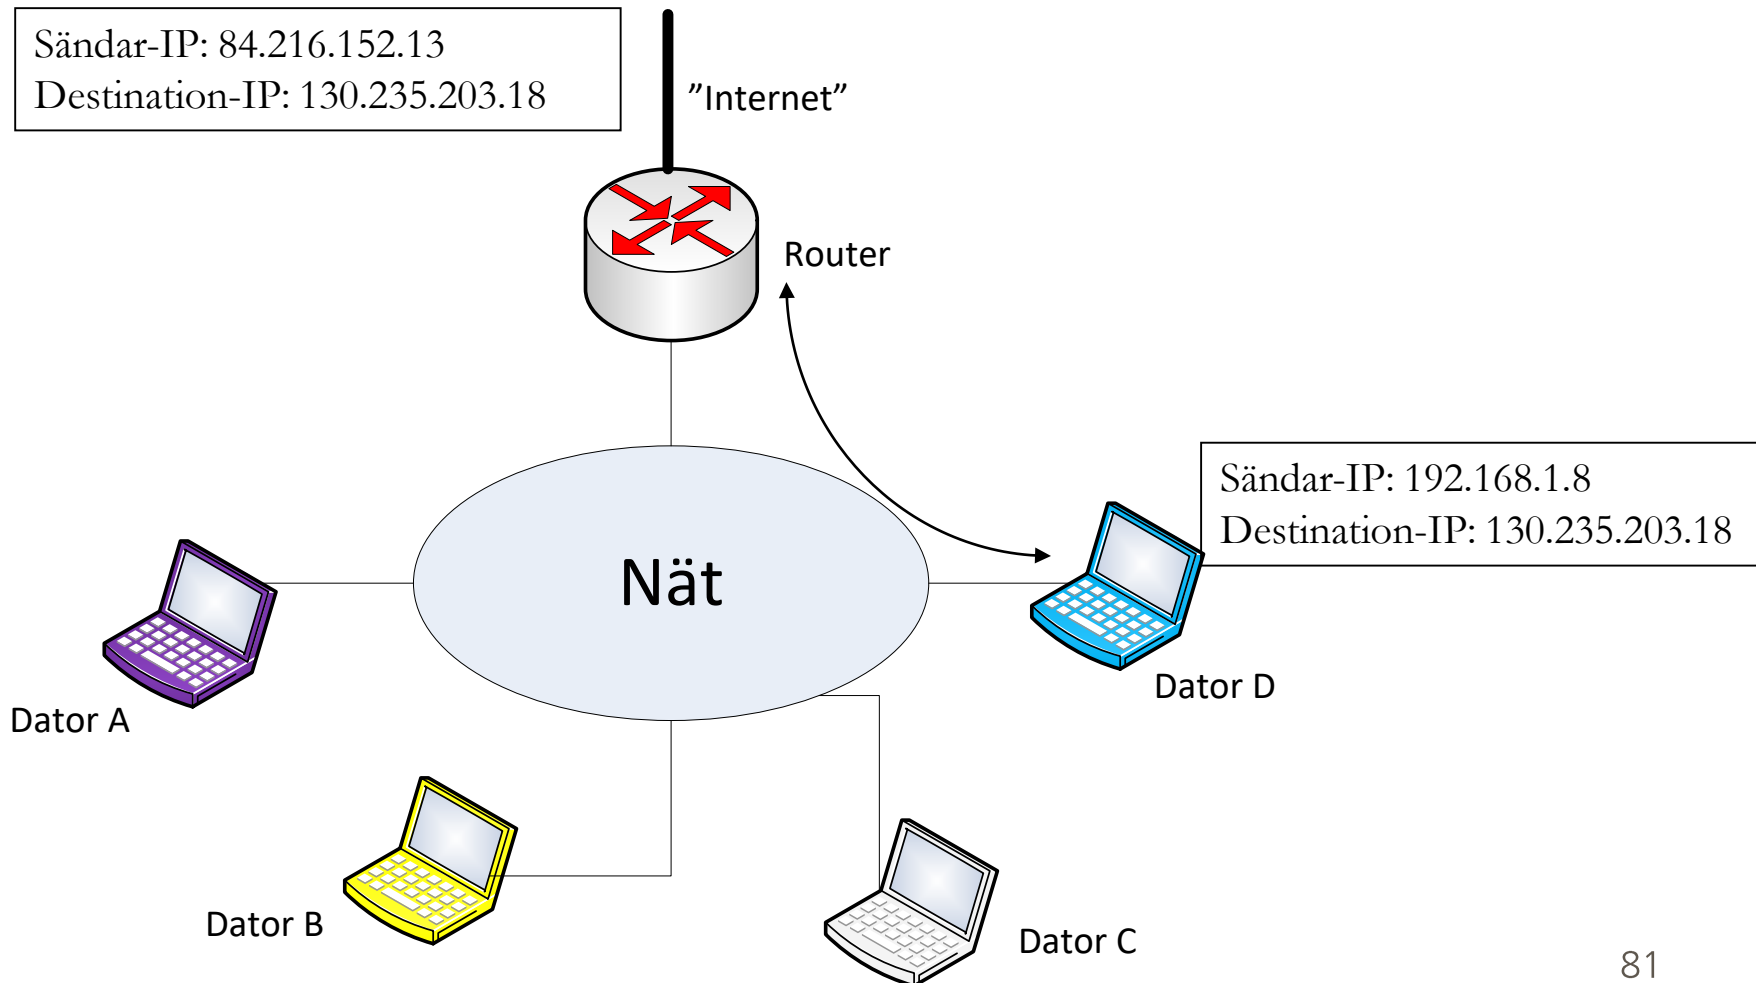 Sändar-IP: 84.216.152.13
Destination-IP: 130.235.203.18
”Internet”
Router
Sändar-IP: 192.168.1.8
Destination-IP: 130.235.203.18
Nät
Dator A
Dator D
Dator B
Dator C
81